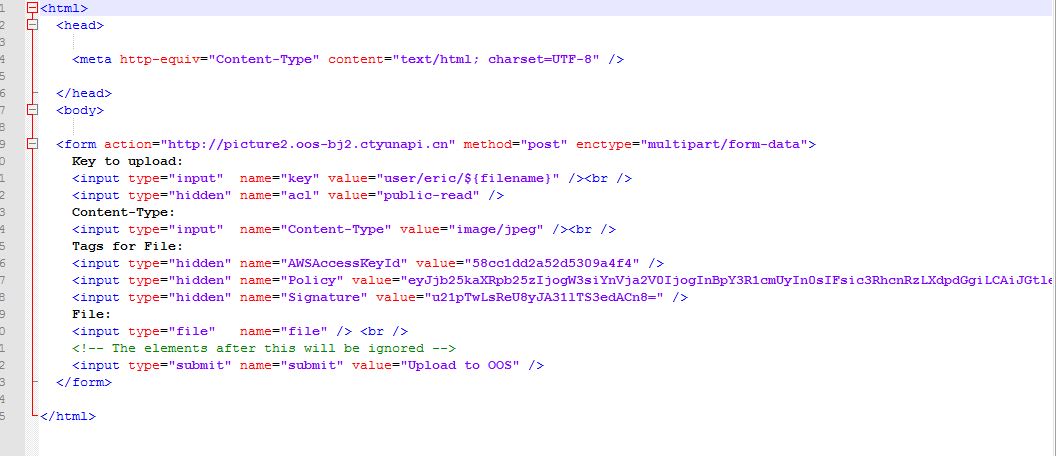 1 <html>
2 <head>
3
4 <meta http-equiv="Content-Type" content="text/html; charset=UTF-8" />
5
6 </head>
7 <body>
8
9 <form action="http://picture2.oos-bj2.ctyunapi.cn" method="post" enctype="multipart/form-data">
0 Key to upload:
1 <input type="input" name="key" value="user/eric/${filename}" /><br />
2 <input type="hidden" name="acl" value="public-read" />
3 Content-Type:
4 <input type="input" name="Content-Type" value="image/jpeg" /><br />
5 Tags for File:
6 <input type="hidden" name="AWSAccessKeyId" value="58cc1dd2a52d5309a4f4" />
7 <input type="hidden" name="Policy" value="eyJjb25kaXRpb25zIjogW3siYnVja2V0IjogInBpY3R1cmUyIn0sIFsic3RhcnRzLXdpdGgiLCAiJGtle
8 <input type="hidden" name="Signature" value="u21pTwLsReU8yJA31lTS3edACn8=" />
9 File:
0 <input type="file" name="file" /> <br />
1 <!-- The elements after this will be ignored -->
2 <input type="submit" name="submit" value="Upload to OOS" />
3 </form>
4
5 </html>